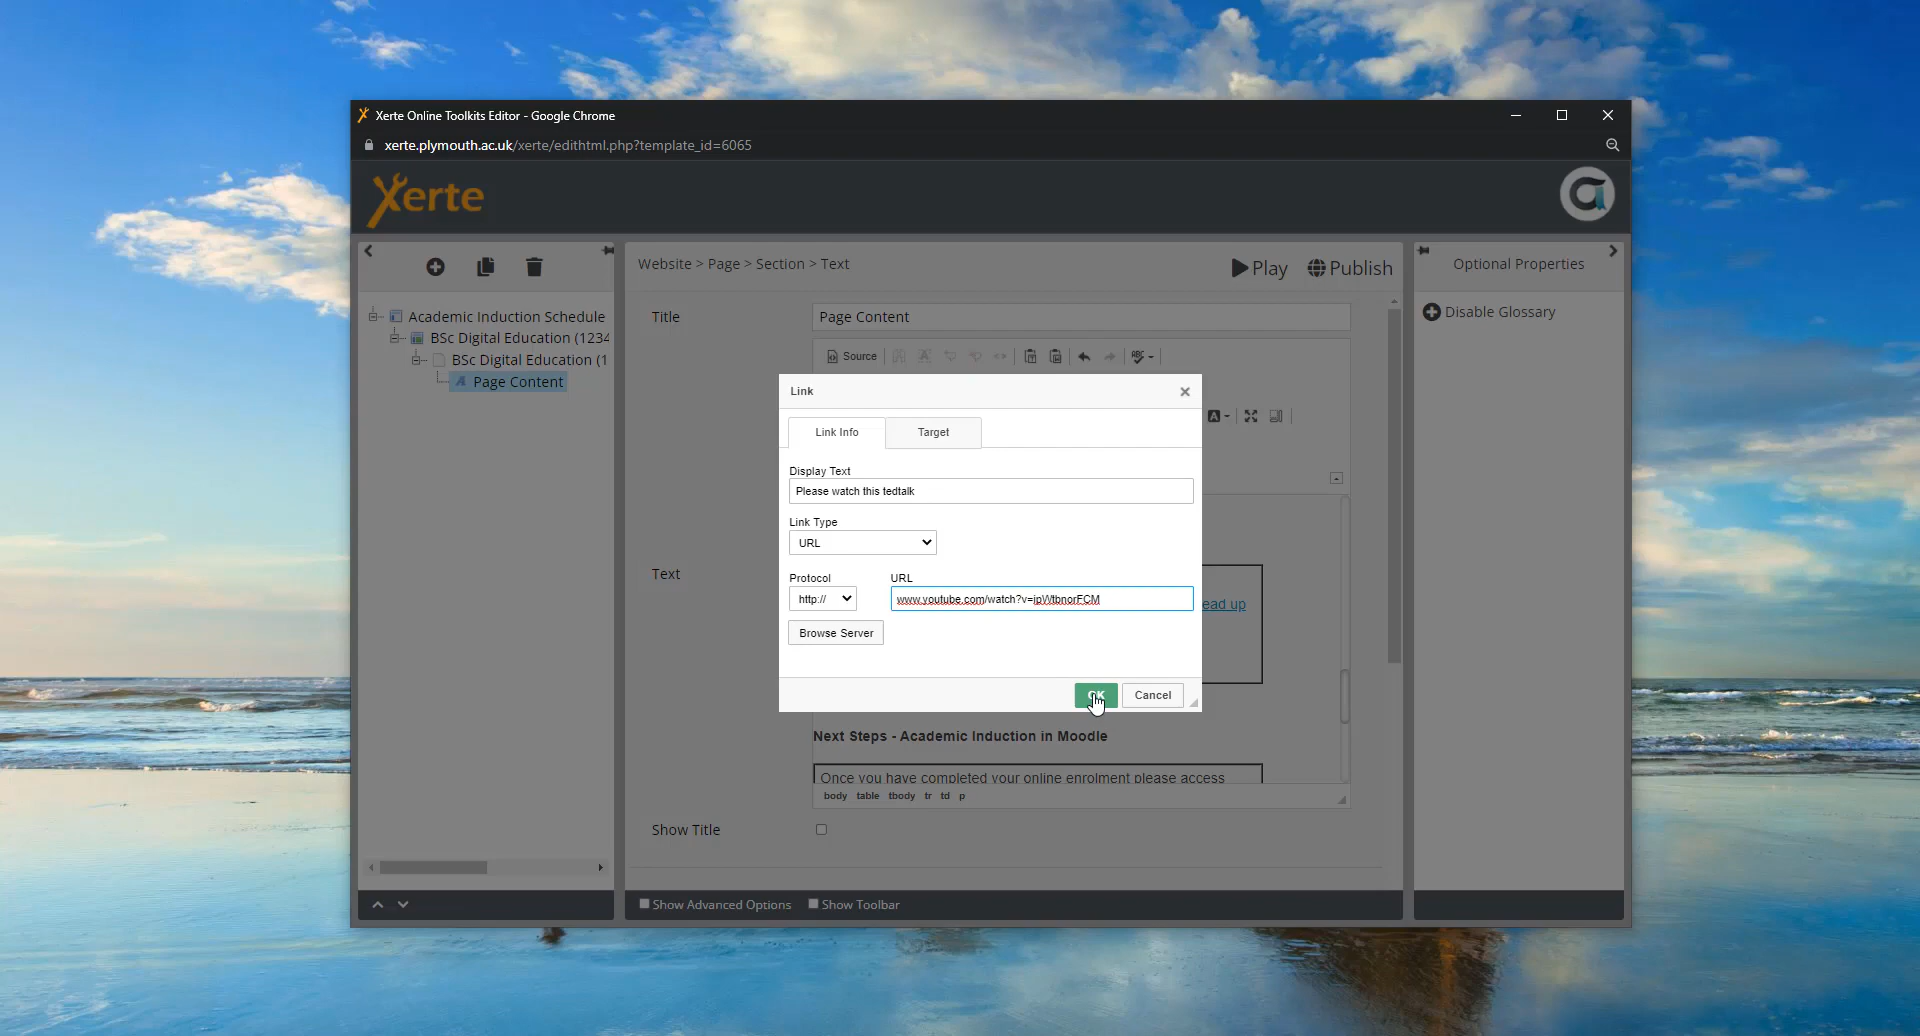 Xerte Online Toolkits Editor - Google Chrome
xerte.plymouth.ac.uk/xerte/edithtml.php?template_id=6065
Xerte
Website > Page > Section > Text
Play
Publish
Optional Properties
Academic Induction Schedule
BSc Digital Education (1234
BSc Digital Education (1
Page Content
Title
Page Content
Source
Disable Glossary
Link
Link Info
Target
Display Text
Please watch this tedtalk
Link Type
URL
Protocol
URL
http://
www.youtube.com/watch?v=ipWtbnorFCM
Browse Server
OK
Cancel
Text
ead up
Next Steps - Academic Induction in Moodle
Once you have completed your online enrolment please access
body table tbody tr td p
Show Title
Show Advanced Options
Show Toolbar